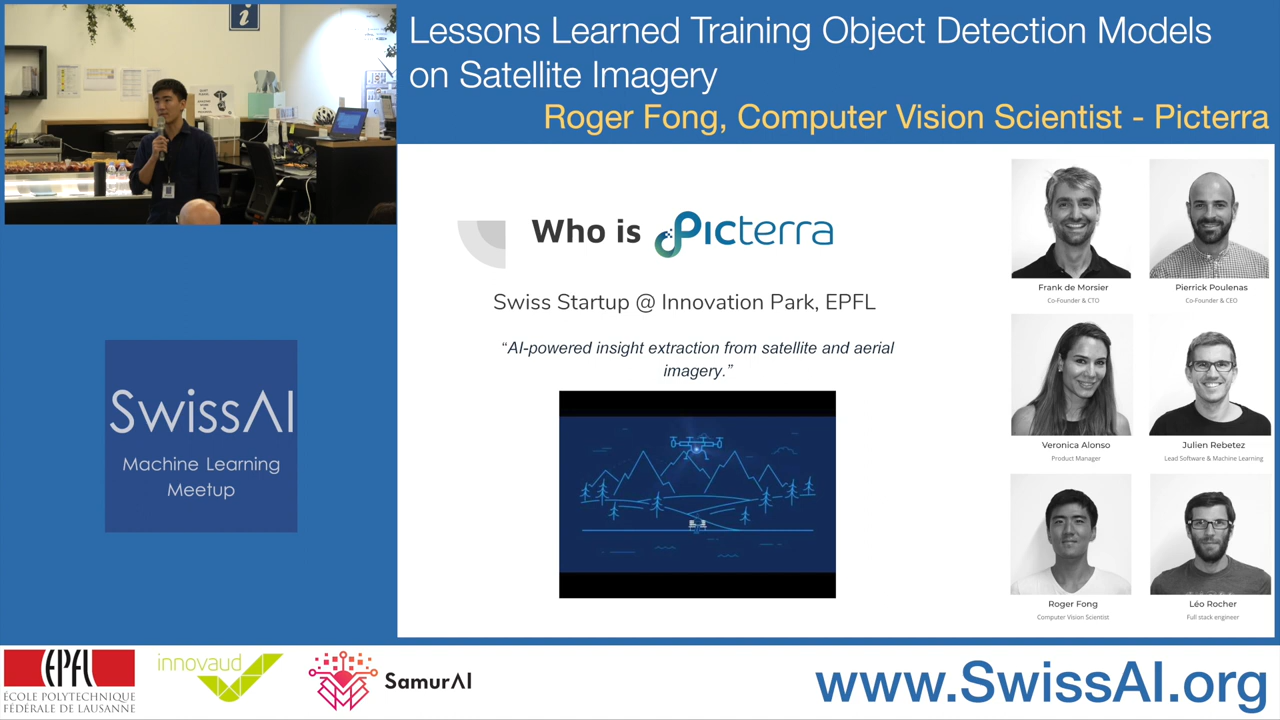 Lessons Learned Training Object Detection Models
on Satellite Imagery
Roger Fong, Computer Vision Scientist - Picterra
Who is Picterra
Swiss Startup @ Innovation Park, EPFL
“AI-powered insight extraction from satellite and aerial
imagery.”
Frank de Morsier
Co-Founder & CTO
Pierrick Poulenas
Co-Founder & CEO
Veronica Alonso
Product Manager
Julien Rebetez
Lead Software & Machine Learning
Roger Fong
Computer Vision Scientist
Léo Rocher
Full stack engineer
SwissAI
Machine Learning
Meetup
EPFL
ÉCOLE POLYTECHNIQUE
FÉDÉRALE DE LAUSANNE
innovaud
SamurAI
www.SwissAI.org